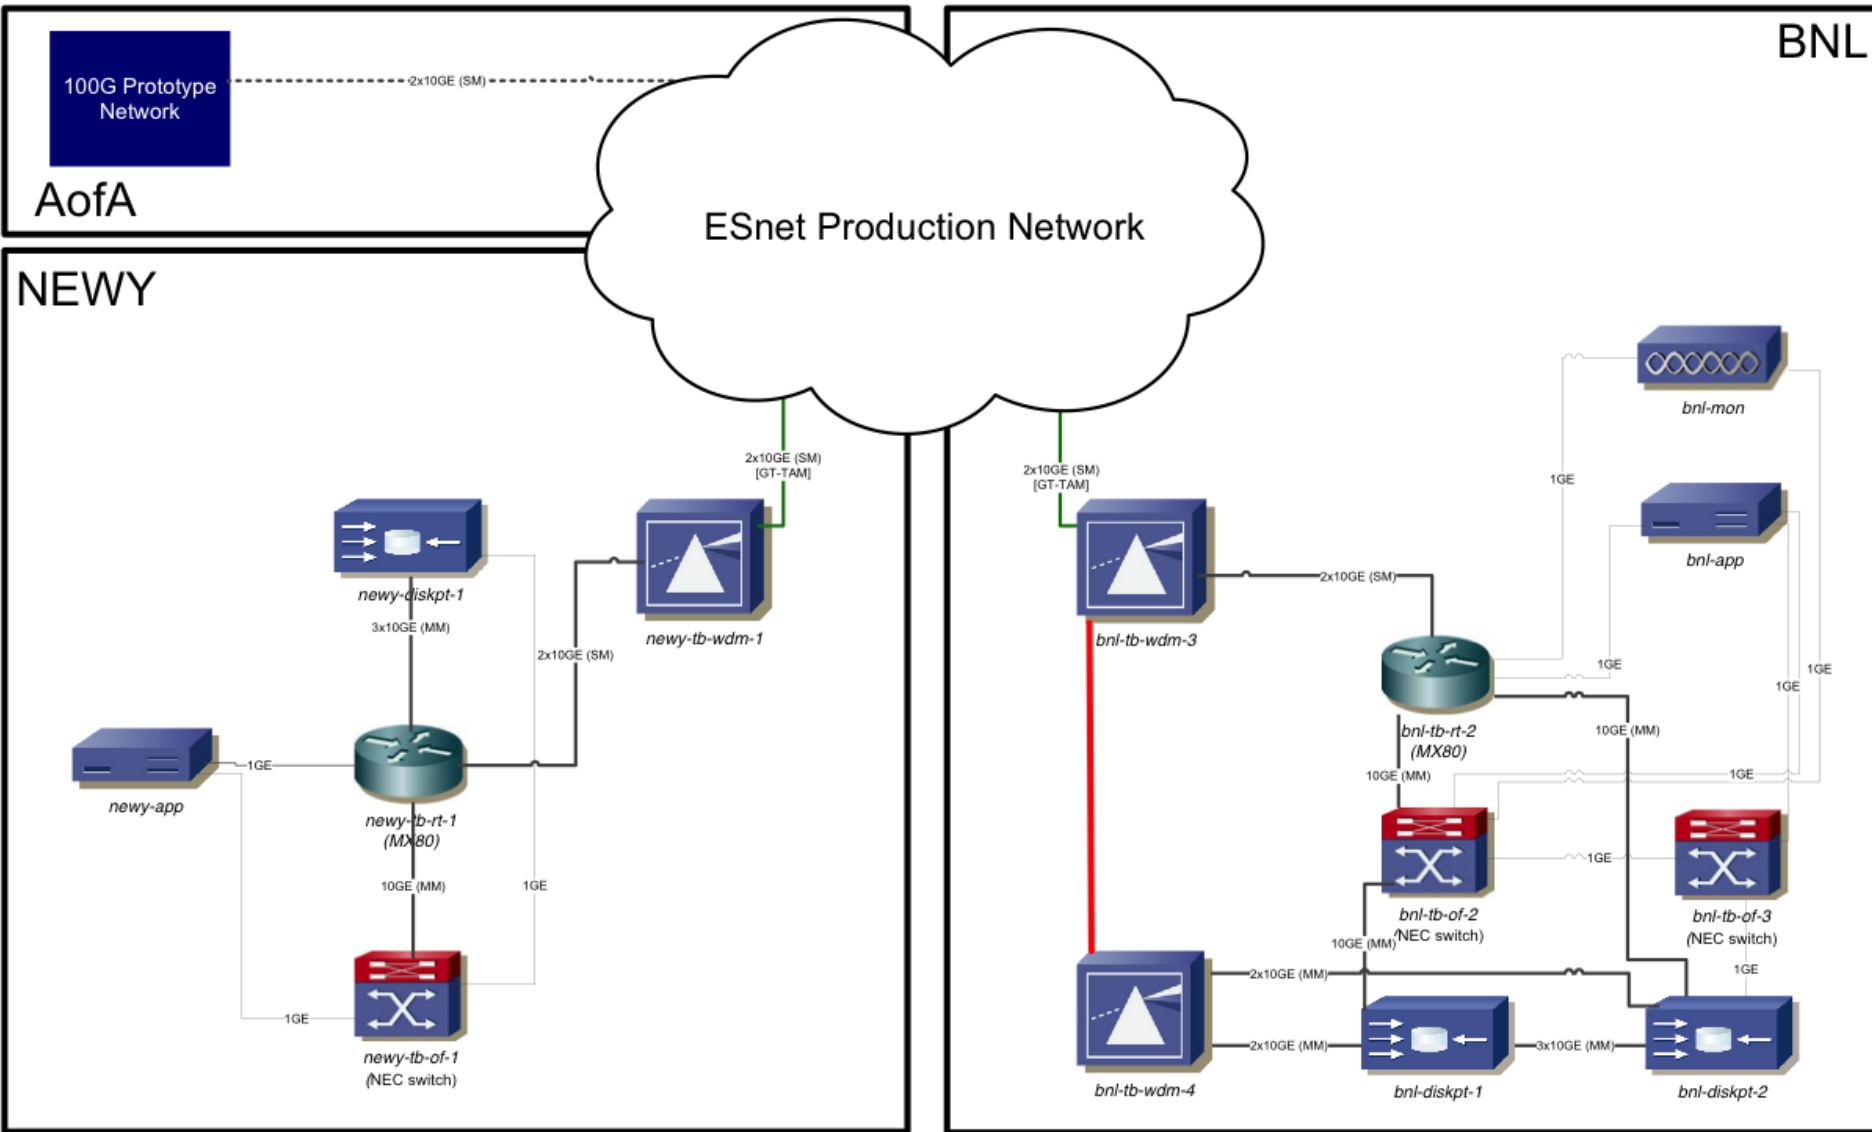 100G Prototype
Network
2x10GE (SM)
AofA
BNL
ESnet Production Network
NEWY
2x10GE (SM)
[GT-TAM]
newy-diskpt-1
3x10GE (MM)
2x10GE (SM)
newy-tb-wdm-1
1GE
newy-app
newy-tb-rt-1
(MX80)
10GE (MM)
1GE
1GE
newy-tb-of-1
(NEC switch)
2x10GE (SM)
[GT-TAM]
bnl-mon
1GE
bnl-app
2x10GE (SM)
bnl-tb-wdm-3
1GE
1GE
1GE
bnl-tb-rt-2
(MX80)
10GE (MM)
10GE (MM)
1GE
1GE
bnl-tb-of-2
(NEC switch)
bnl-tb-of-3
(NEC switch)
10GE (MM)
1GE
2x10GE (MM)
2x10GE (MM)
3x10GE (MM)
bnl-tb-wdm-4
bnl-diskpt-1
bnl-diskpt-2